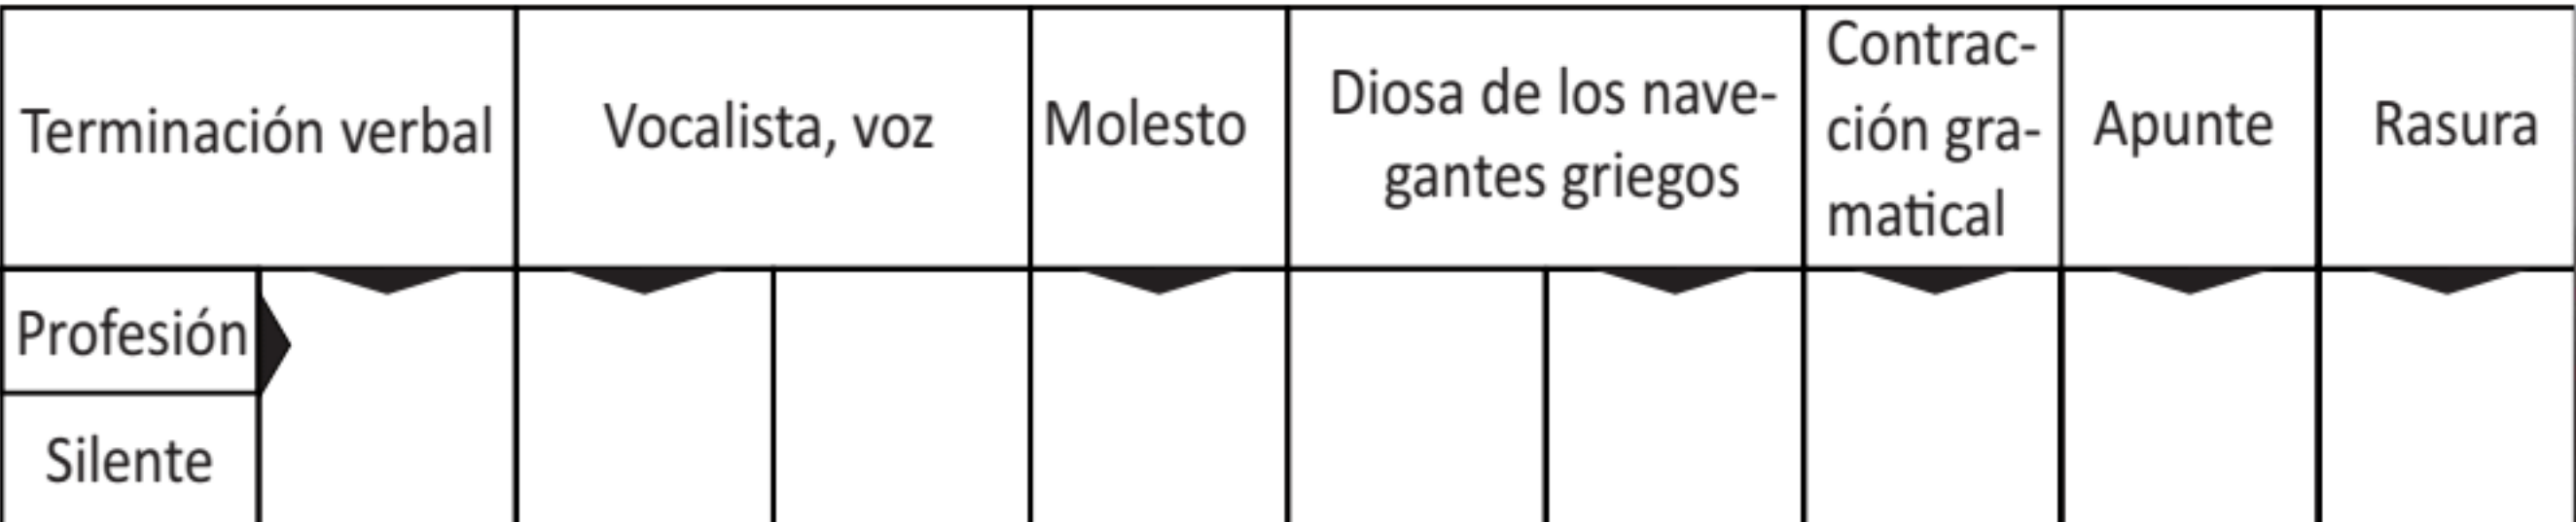 Terminación verbal
Vocalista, voz
Molesto
Diosa de los nave-
gantes griegos
Contrac-
ción gra-
matical
Apunte
Rasura
Profesión
Silente